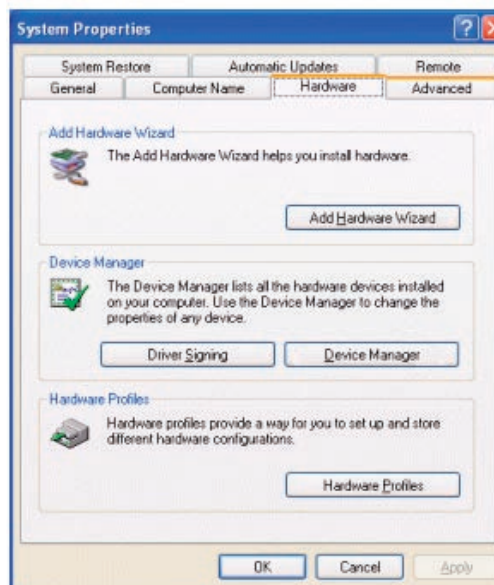 System Properties
System Restore Automatic Updates Remote
General Computer Name Hardware Advanced
Add Hardware Wizard
The Add Hardware Wizard helps you install hardware.
Add Hardware Wizard
Device Manager
The Device Manager lists all the hardware devices installed
on your computer. Use the Device Manager to change the
properties of any device.
Driver Signing Device Manager
Hardware Profiles
Hardware profiles provide a way for you to set up and store
different hardware configurations.
Hardware Profiles
OK Cancel Apply